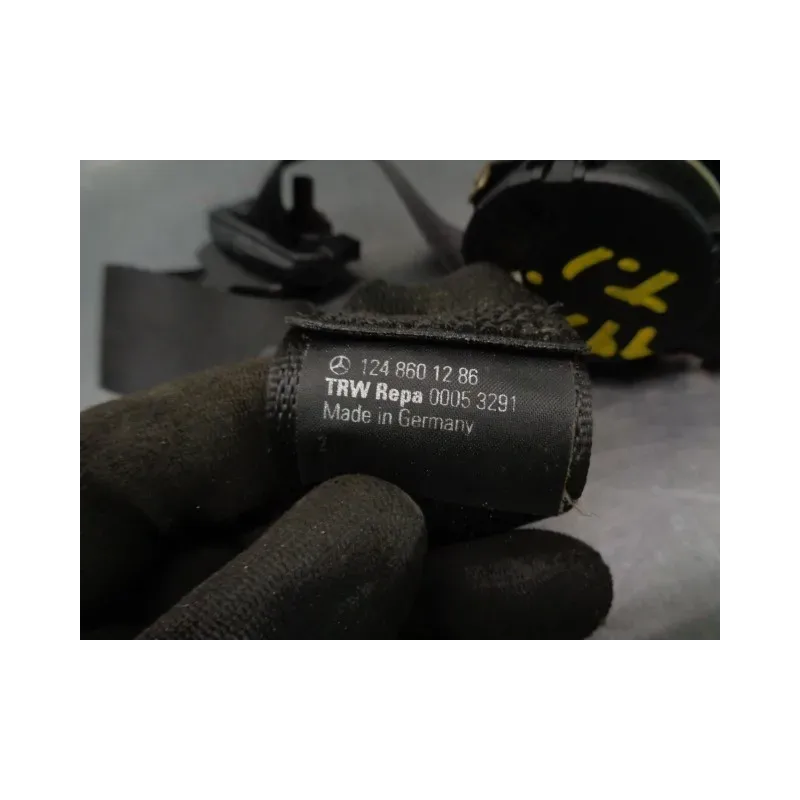 124 860 12 86
TRW Repa 0005 3291
Made in Germany